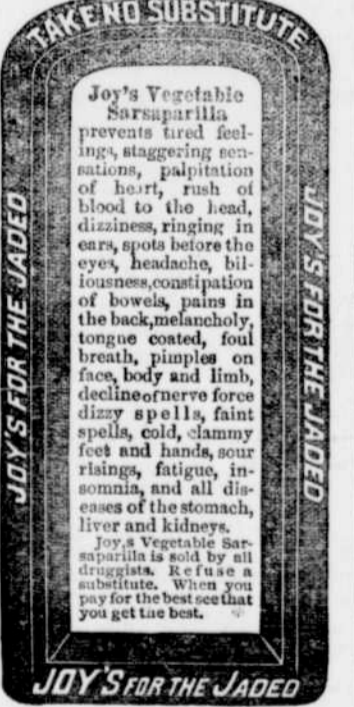 TAKE NO SUBSTITUTE
JOY'S FOR THE JADED
Joy's Vegetable
Sarsaparilla
prevents tired feel-
ings, staggering sen-
sations, palpitation
of heart, rush of
blood to the head,
dizziness, ringing in
ears, spots before the
eyes, headache, bil-
iousness,constipation
of bowels, pains in
the back,melancholy,
tongue coated, foul
breath, pimples on
face, body and limb,
declineofnerve force
dizzy spells, faint
spells, cold, clammy
feet and hands, sour
risings, fatigue, in-
somnia, and all dis-
eases of the stomach,
liver and kidneys.
Joy,s Vegetable Sar-
saparilla is sold by all
druggists. Refuse a
substitute. When you
pay for the best see that
you get the best.
JOY'S FOR THE JADED
JOY'S FOR THE JADED